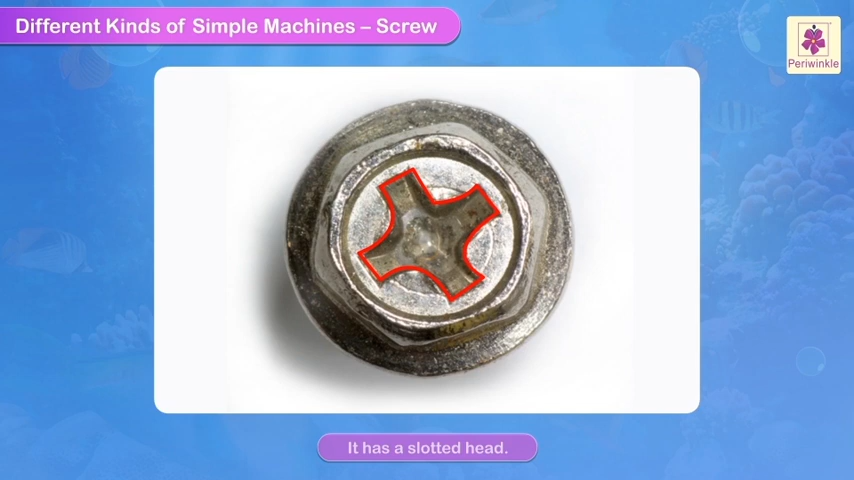 Different Kinds of Simple Machines – Screw
Periwinkle
It has a slotted head.